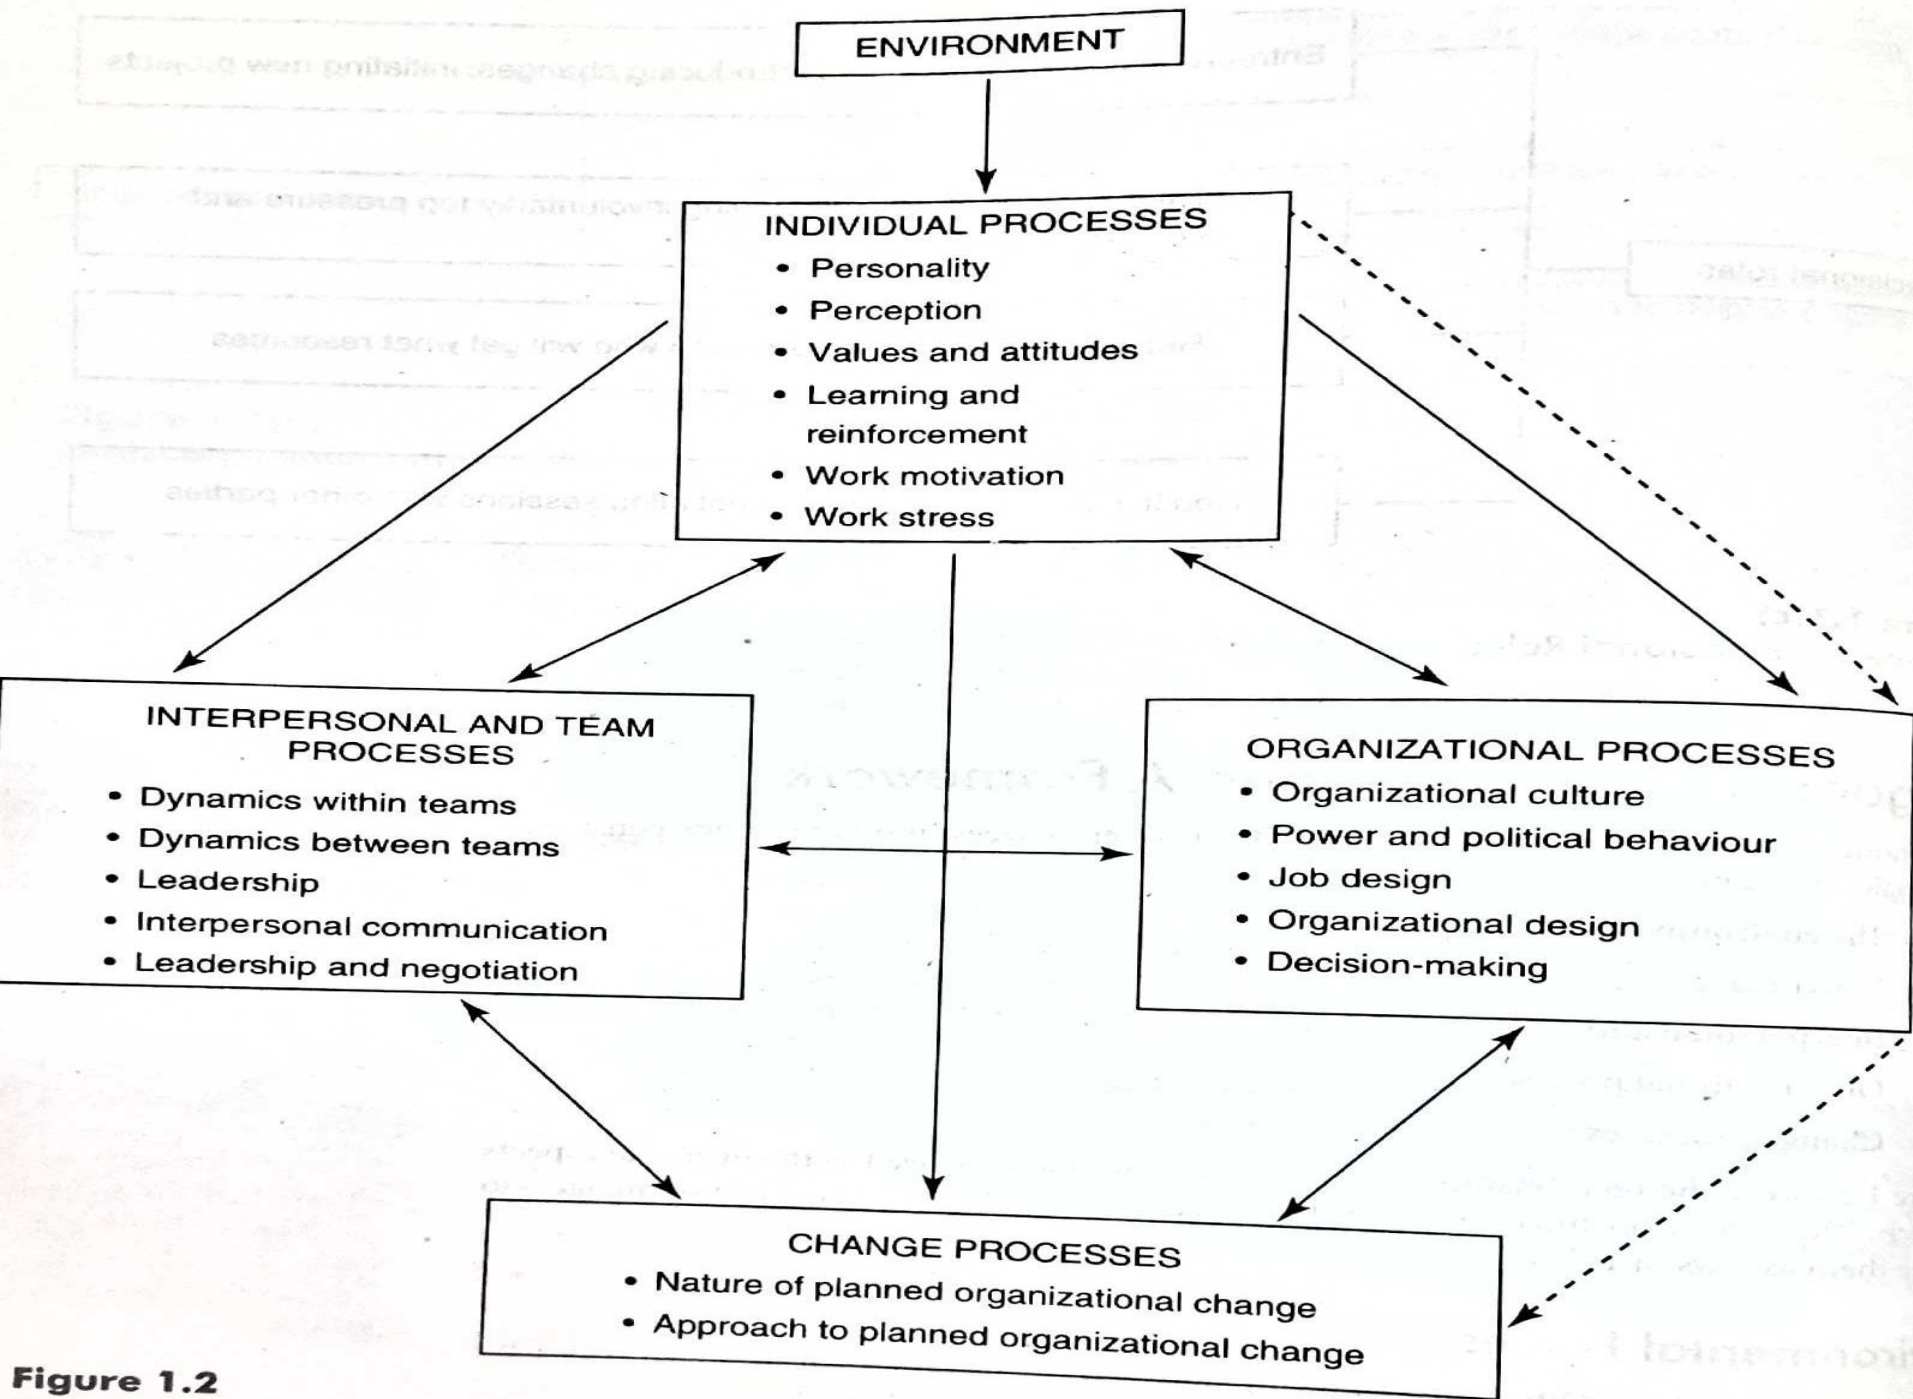 ENVIRONMENT
INDIVIDUAL PROCESSES
• Personality
• Perception
• Values and attitudes
• Learning and
reinforcement
• Work motivation
• Work stress
INTERPERSONAL AND TEAM
PROCESSES
• Dynamics within teams
• Dynamics between teams
• Leadership
• Interpersonal communication
• Leadership and negotiation
ORGANIZATIONAL PROCESSES
• Organizational culture
• Power and political behaviour
• Job design
• Organizational design
• Decision-making
CHANGE PROCESSES
• Nature of planned organizational change
• Approach to planned organizational change
Figure 1.2